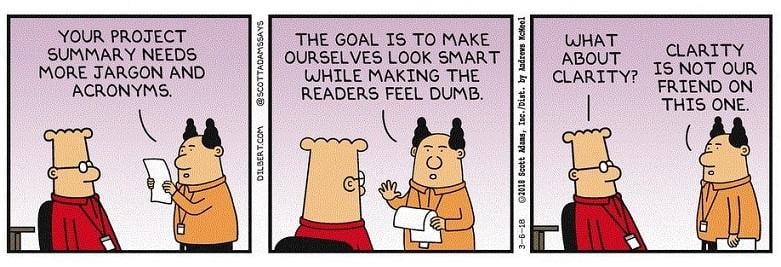 YOUR PROJECT
SUMMARY NEEDS
MORE JARGON AND
ACRONYMS.
DILBERT.COM @SCOTTADAMSSAYS
THE GOAL IS TO MAKE
OURSELVES LOOK SMART
WHILE MAKING THE
READERS FEEL DUMB.
3-6-18 ©2018 Scott Adams, Inc./Dist. by Andrews McMeel
WHAT
ABOUT
CLARITY?
CLARITY
IS NOT OUR
FRIEND ON
THIS ONE.